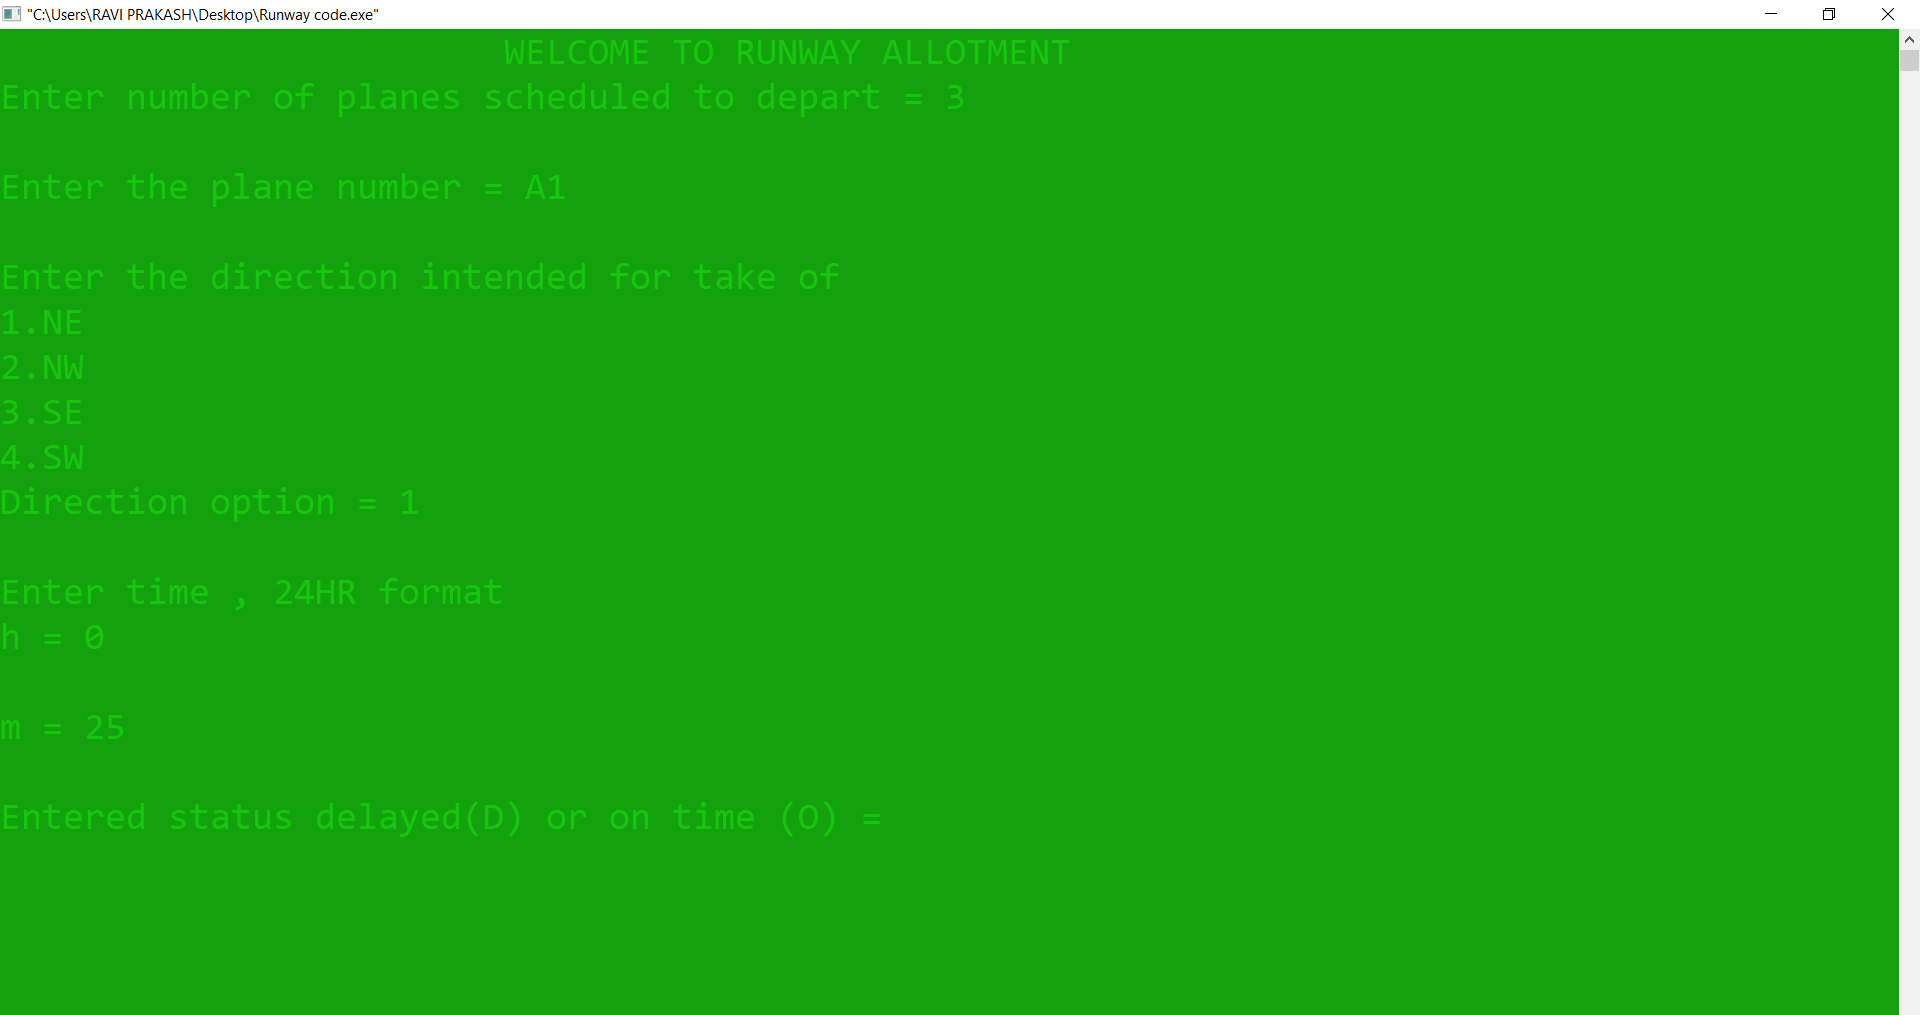 "C:\Users\RAVI PRAKASH\Desktop\Runway code.exe"
WELCOME TO RUNWAY ALLOTMENT
Enter number of planes scheduled to depart = 3
Enter the plane number = A1
Enter the direction intended for take of
1.NE
2.NW
3.SE
4.SW
Direction option = 1
Enter time , 24HR format
h = 0
m = 25
Entered status delayed(D) or on time (O) =